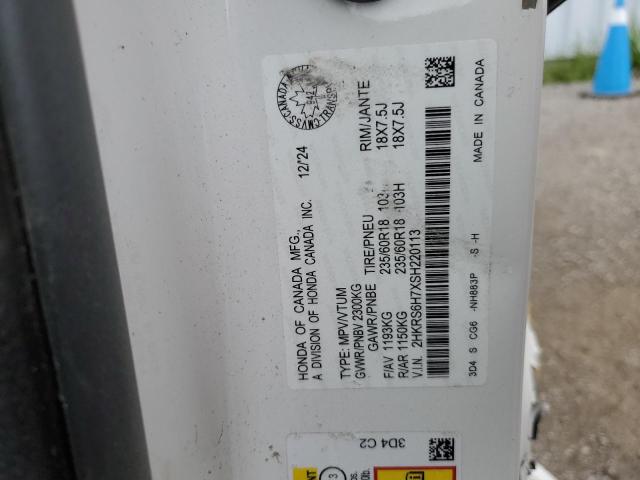 HONDA OF CANADA MFG.,
A DIVISION OF HONDA CANADA INC. 12/'24
TYPE: MPV/VTUM
GVWR/PNBV 2300KG
GAWR/PNBE TIRE/PNEU RIM/JANTE
F/AV 1193KG 235/60R18 103H 18X7.5J
R/AR 1150KG 235/60R18 103H 18X7.5J
V.I.N. 2HKRS6H7XSH220113
3D4 S CG6 -NH883P -S -H MADE IN CANADA
3D4 C2